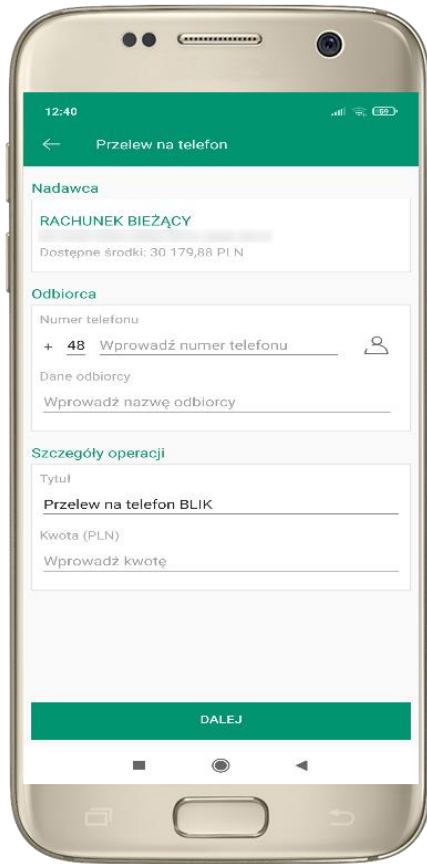 12:40
59
Przelew na telefon
Nadawca
RACHUNEK BIEŻĄCY
Dostępne środki: 30 179,88 PLN
Odbiorca
Numer telefonu
+ 48 Wprowadź numer telefonu
Dane odbiorcy
Wprowadź nazwę odbiorcy
Szczegóły operacji
Tytuł
Przelew na telefon BLIK
Kwota (PLN)
Wprowadź kwotę
DALEJ